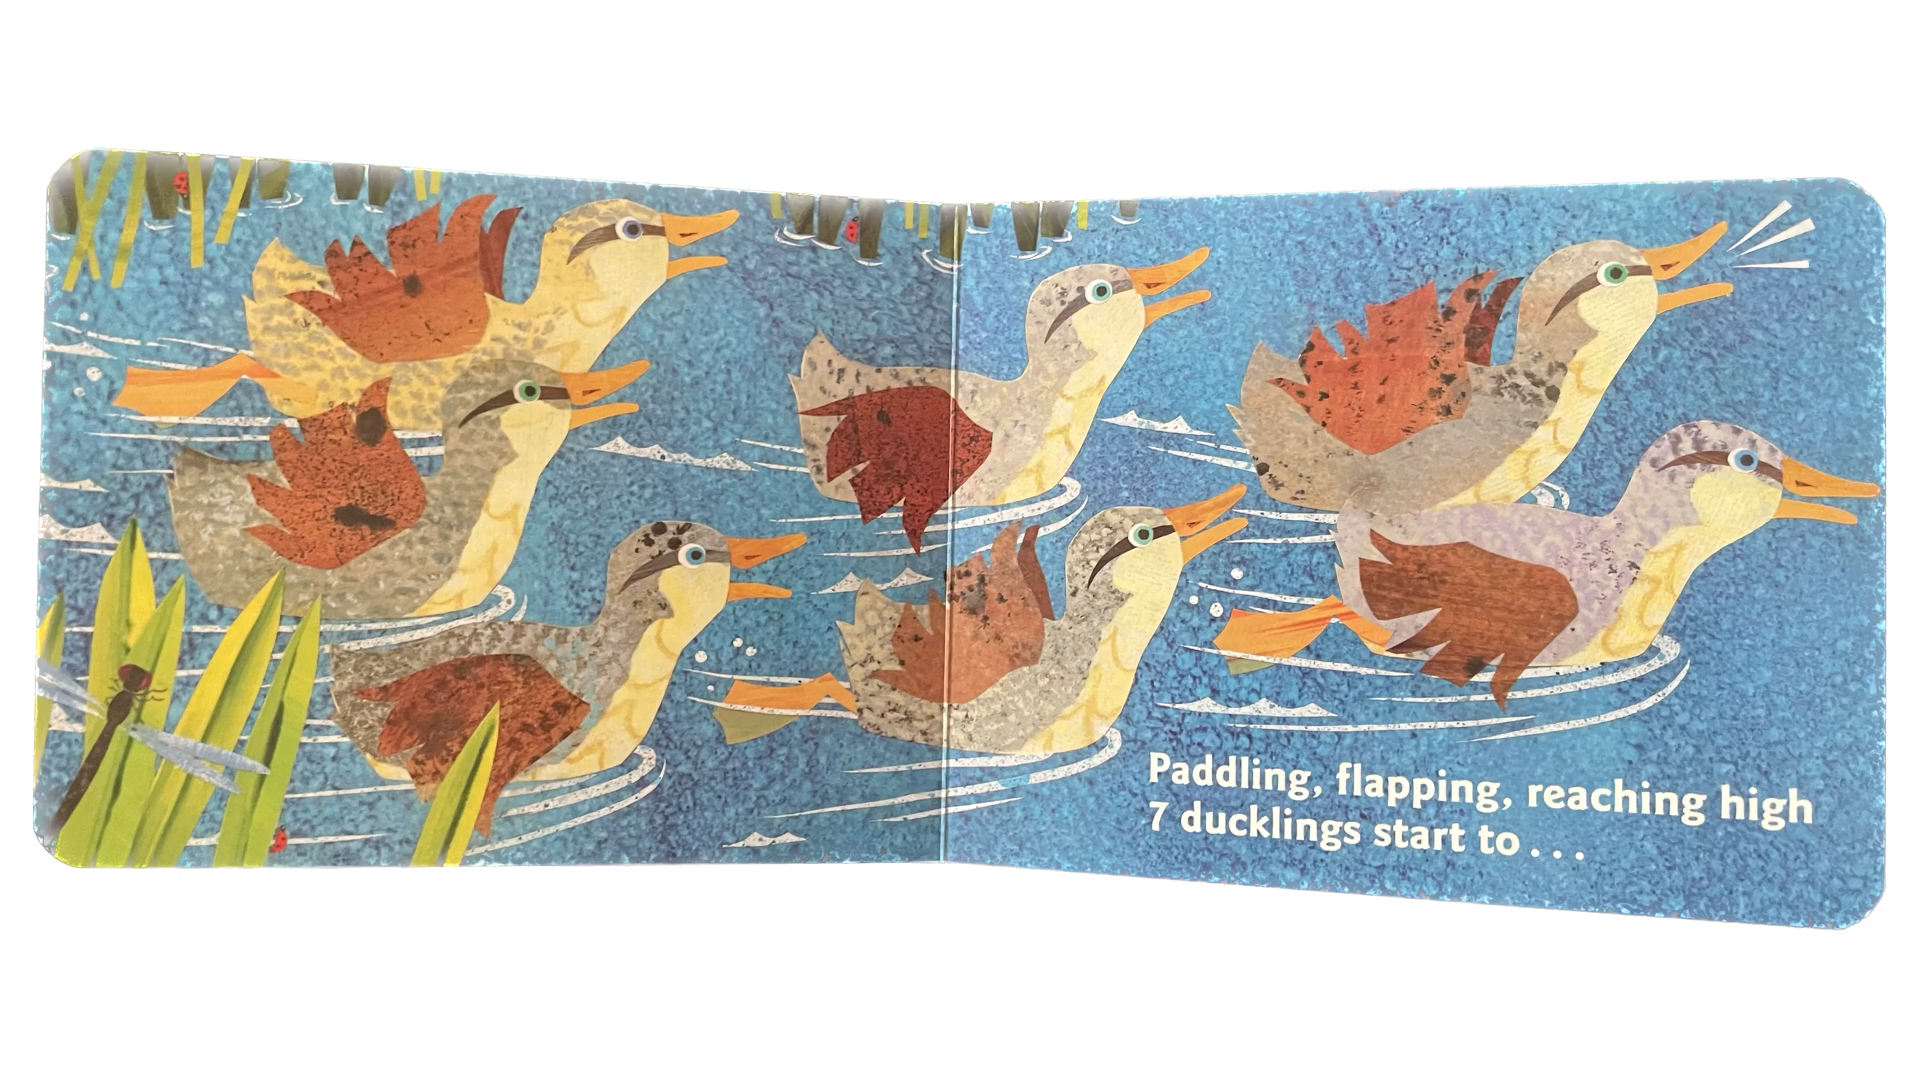 Paddling, flapping, reaching high
7 ducklings start to . . .